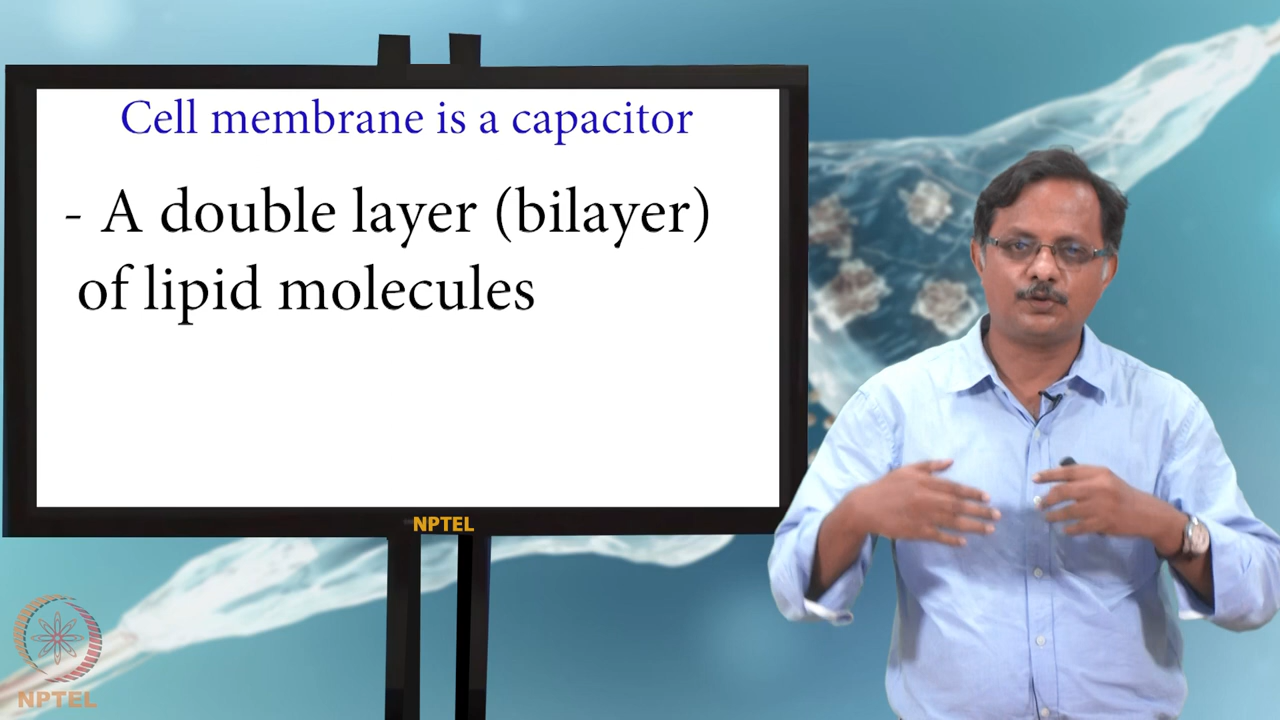 Cell membrane is a capacitor
- A double layer (bilayer)
of lipid molecules
NPTEL
NPTEL